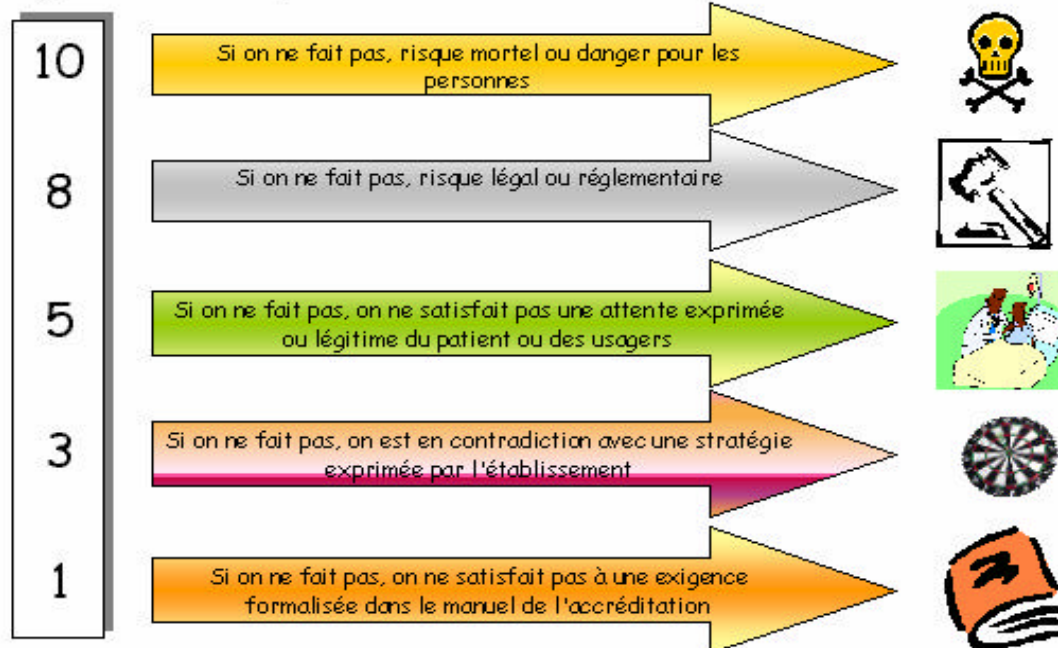 10
Si on ne fait pas, risque mortel ou danger pour les
personnes
8
Si on ne fait pas, risque légal ou réglementaire
5
Si on ne fait pas, on ne satisfait pas une attente exprimée
ou légitime du patient ou des usagers
3
Si on ne fait pas, on est en contradiction avec une stratégie
exprimée par l'établissement
1
Si on ne fait pas, on ne satisfait pas à une exigence
formalisée dans le manuel de l'accréditation